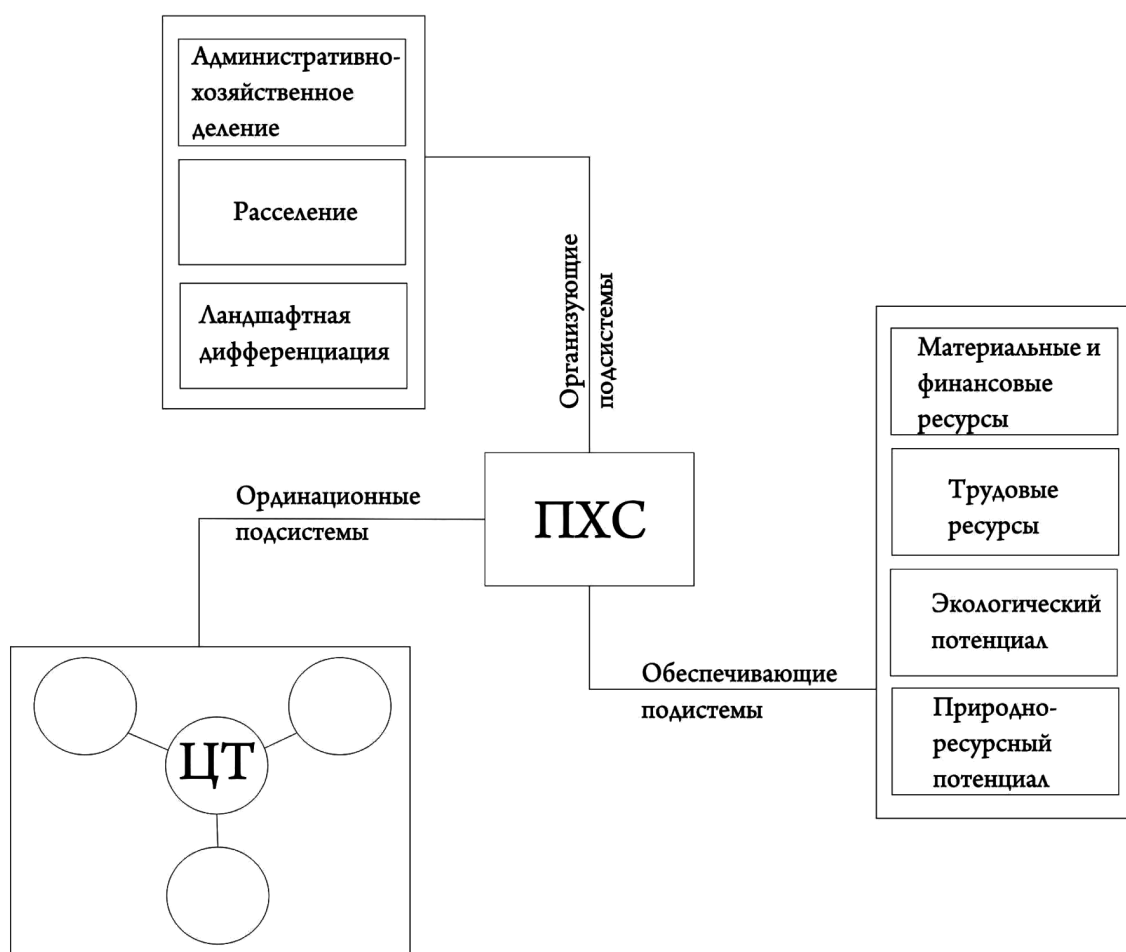 Административно-
хозяйственное
деление
Расселение
Ландшафтная
дифференциация
Организующие
подсистемы
Материальные и
финансовые
ресурсы
Трудовые
ресурсы
Экологический
потенциал
Природно-
ресурсный
потенциал
Ординационные
подсистемы
ПХС
Обеспечивающие
подистемы
ЦТ